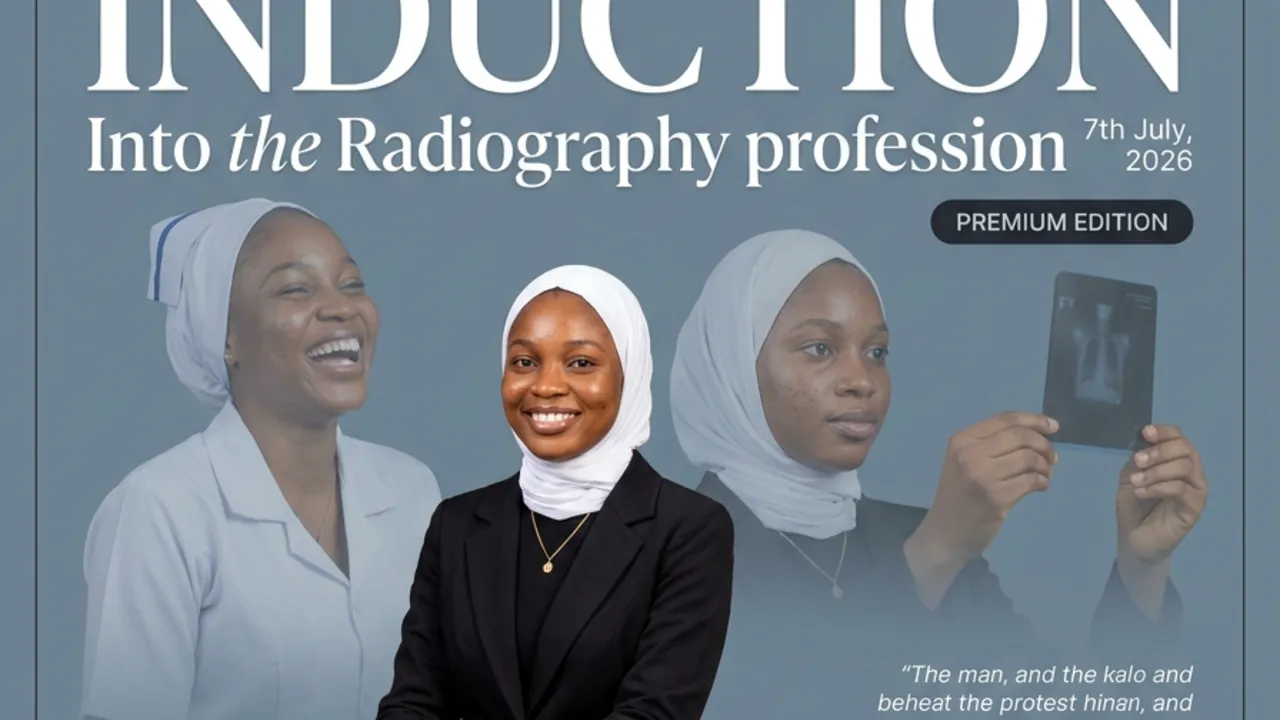 INDUCTION
Into the Radiography profession
7th July,
2026
PREMIUM EDITION
“The man, and the kalo and
beheat the protest hinan, and